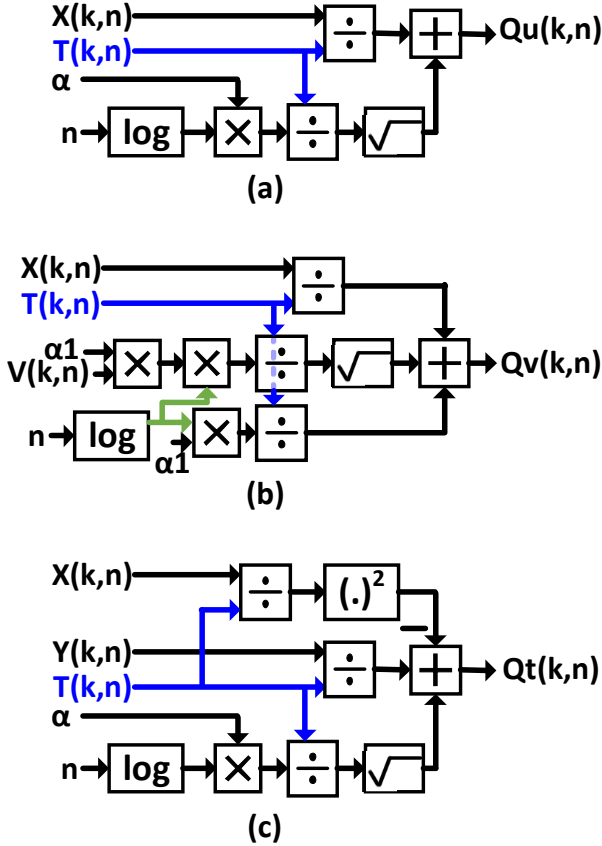 X(k,n) ÷ + Qu(k,n)
T(k,n)
α
n log × ÷ √
(a)
X(k,n) ÷
T(k,n)
α1
V(k,n) × × ÷ √ + Qv(k,n)
n log α1 × ÷
(b)
X(k,n) ÷ (.)²
−
Y(k,n) ÷ + Qt(k,n)
T(k,n)
α
n log × ÷ √
(c)